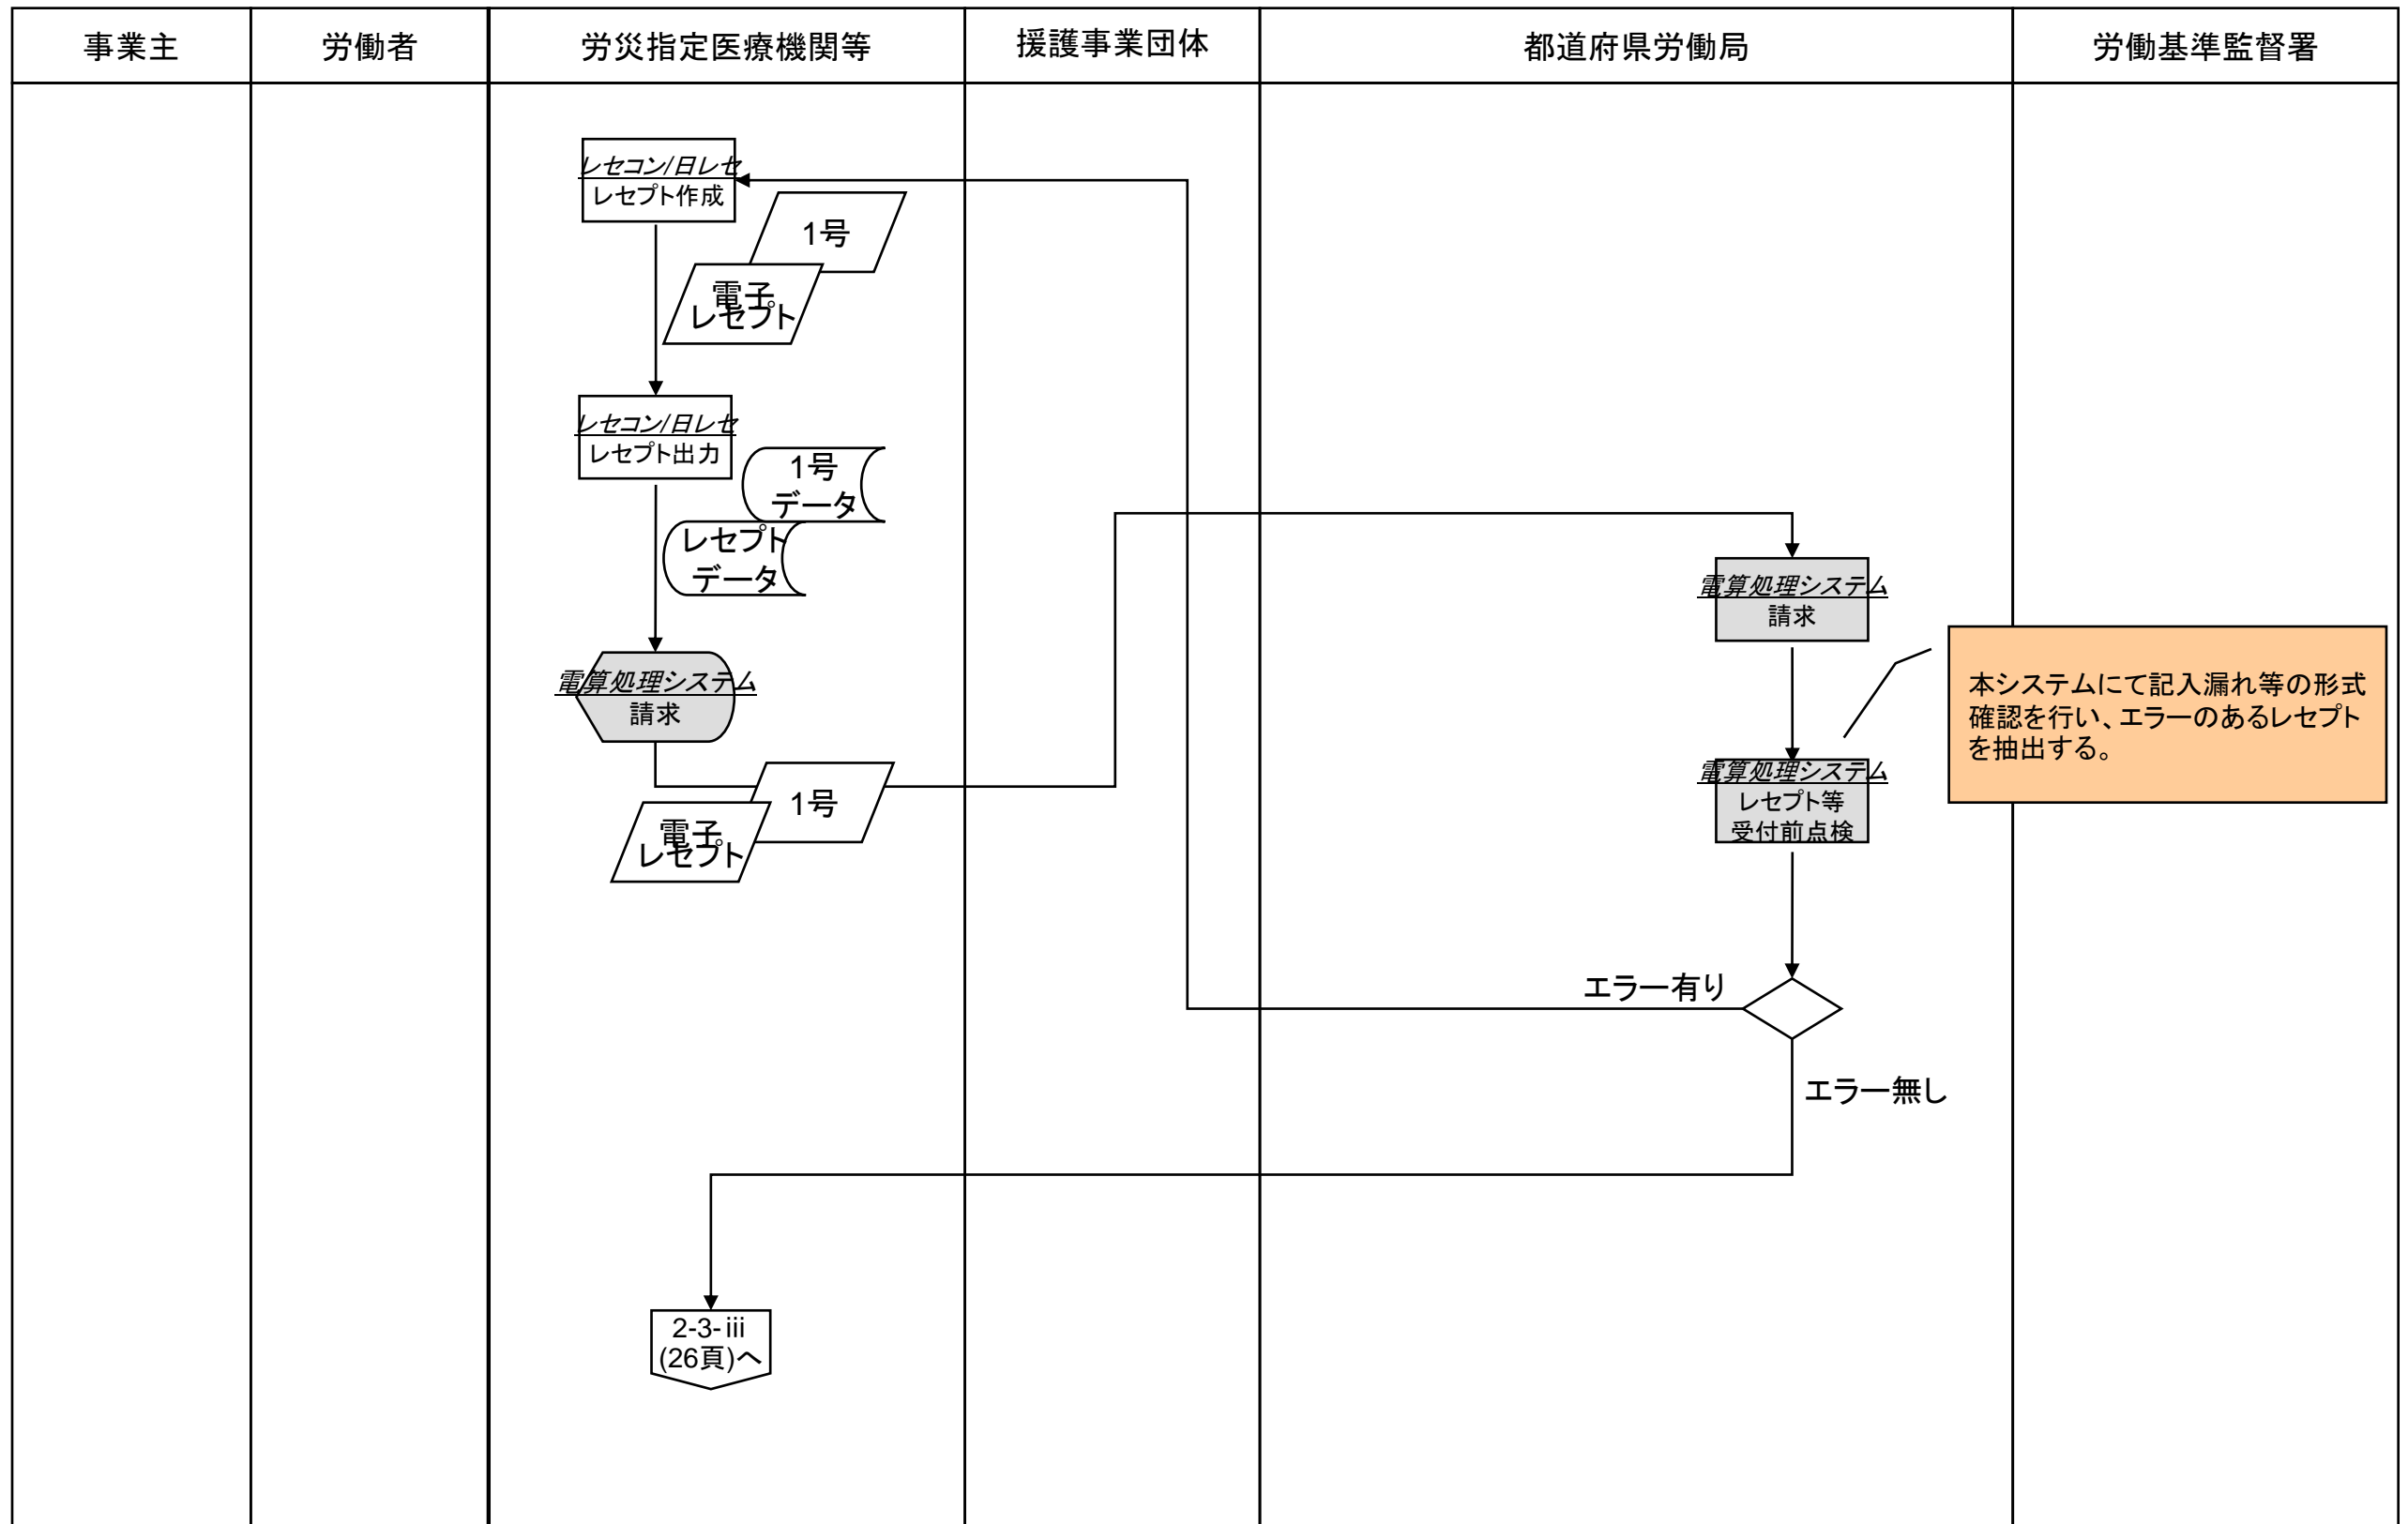 事業主
労働者
労災指定医療機関等
援護事業団体
都道府県労働局
労働基準監督署
レセコン/日レセ
レセプト作成
1号
電子
レセプト
レセコン/日レセ
レセプト出力
1号
データ
レセプト
データ
電算処理システム
請求
1号
電子
レセプト
電算処理システム
請求
本システムにて記入漏れ等の形式
確認を行い、エラーのあるレセプト
を抽出する。
電算処理システム
レセプト等
受付前点検
エラー有り
エラー無し
2-3-ⅲ
(26頁)へ